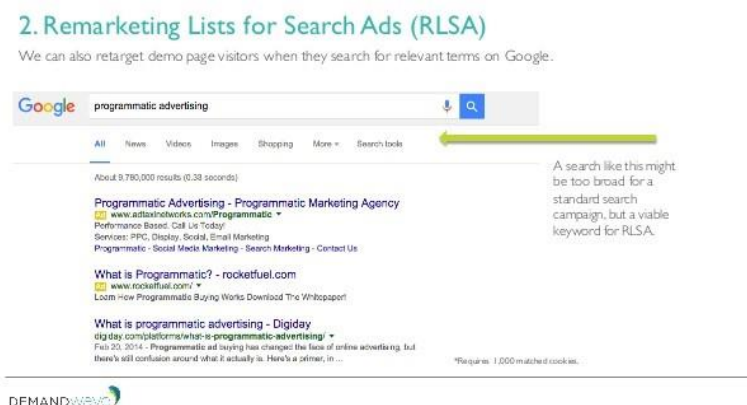 2. Remarketing Lists for Search Ads (RLSA)
We can also retarget demo page visitors when they search for relevant terms on Google.
Google programmatic advertising
All News Videos Images Shopping More Search tools
About 9,780,000 results (0.33 seconds)
Programmatic Advertising - Programmatic Marketing Agency
Ad www.adtaxinetworks.com/Programmatic
Performance Based. Call Us Today!
Services: PPC, Display, Social, Email Marketing
Programmatic - Social Media Marketing - Search Marketing - Contact Us
What is Programmatic? - rocketfuel.com
Ad www.rocketfuel.com/
Learn How Programmatic Buying Works Download The Whitepaper!
What is programmatic advertising - Digiday
digiday.com/platforms/what-is-programmatic-advertising/
Feb 20, 2014 - Programmatic ad buying has changed the face of online advertising, but
there's still confusion around what it actually is. Here's a primer, in ...
A search like this might
be too broad for a
standard search
campaign, but a viable
keyword for RLSA.
*Requires 1,000 matched cookies.
DEMANDWAVE